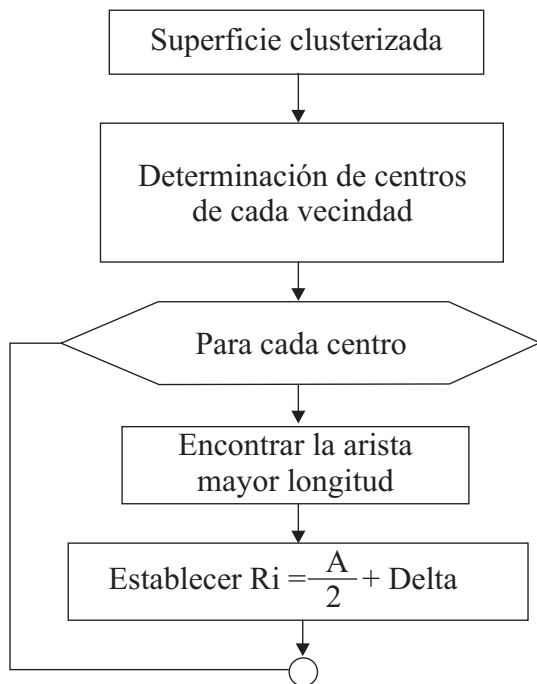 Superficie clusterizada
Determinación de centros
de cada vecindad
Para cada centro
Encontrar la arista
mayor longitud
Establecer Ri = A/2 + Delta